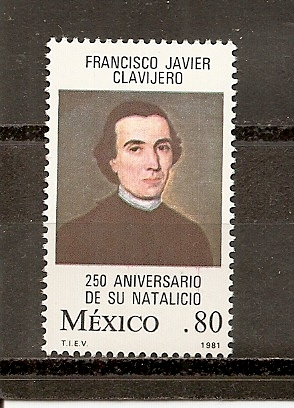 FRANCISCO JAVIER
CLAVIJERO
250 ANIVERSARIO
DE SU NATALICIO
MÉXICO .80
T.I.E.V. 1981